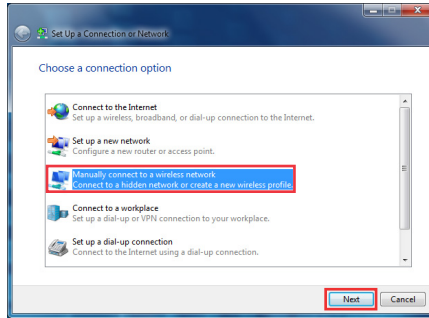 Set Up a Connection or Network
Choose a connection option
Connect to the Internet
Set up a wireless, broadband, or dial-up connection to the Internet.
Set up a new network
Configure a new router or access point.
Manually connect to a wireless network
Connect to a hidden network or create a new wireless profile.
Connect to a workplace
Set up a dial-up or VPN connection to your workplace.
Set up a dial-up connection
Connect to the Internet using a dial-up connection.
Next
Cancel